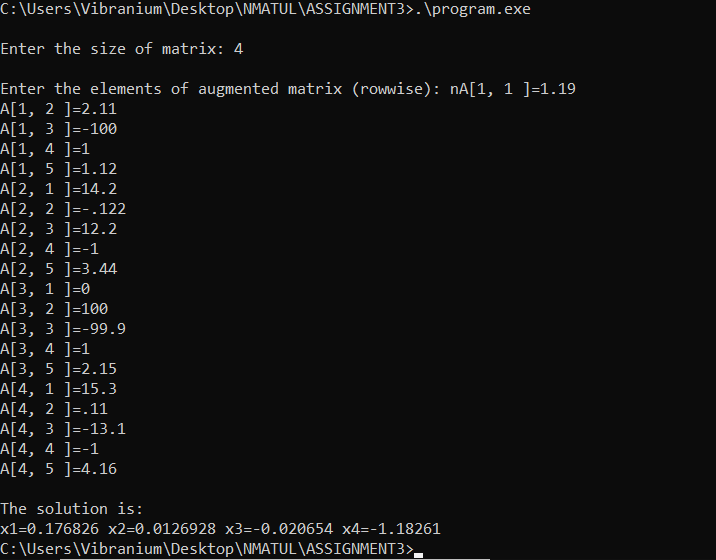 C:\Users\Vibranium\Desktop\NMATUL\ASSIGNMENT3>.\program.exe
Enter the size of matrix: 4
Enter the elements of augmented matrix (rowwise): nA[1, 1 ]=1.19
A[1, 2 ]=2.11
A[1, 3 ]=-100
A[1, 4 ]=1
A[1, 5 ]=1.12
A[2, 1 ]=14.2
A[2, 2 ]=-.122
A[2, 3 ]=12.2
A[2, 4 ]=-1
A[2, 5 ]=3.44
A[3, 1 ]=0
A[3, 2 ]=100
A[3, 3 ]=-99.9
A[3, 4 ]=1
A[3, 5 ]=2.15
A[4, 1 ]=15.3
A[4, 2 ]=.11
A[4, 3 ]=-13.1
A[4, 4 ]=-1
A[4, 5 ]=4.16
The solution is:
x1=0.176826 x2=0.0126928 x3=-0.020654 x4=-1.18261
C:\Users\Vibranium\Desktop\NMATUL\ASSIGNMENT3>